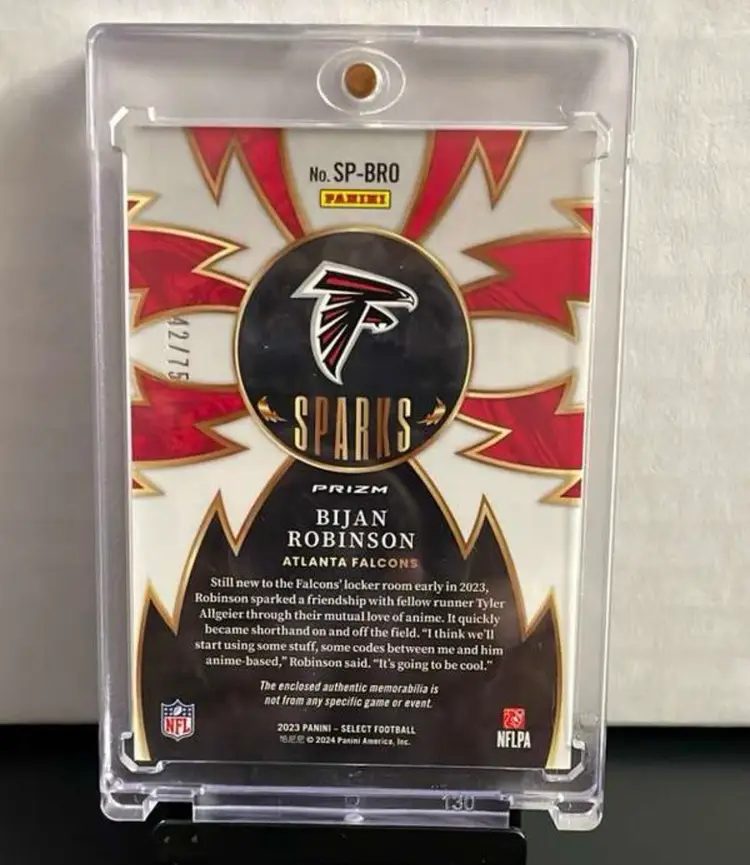 No. SP-BRO
PANINI
42/75
SPARKS
PRIZM
BIJAN
ROBINSON
ATLANTA FALCONS
Still new to the Falcons' locker room early in 2023,
Robinson sparked a friendship with fellow runner Tyler
Allgeier through their mutual love of anime. It quickly
became shorthand on and off the field. “I think we'll
start using some stuff, some codes between me and him
anime-based,” Robinson said. “It's going to be cool.”
The enclosed authentic memorabilia is
not from any specific game or event.
NFL
2023 PANINI – SELECT FOOTBALL
© 2024 Panini America, Inc.
NFLPA
130